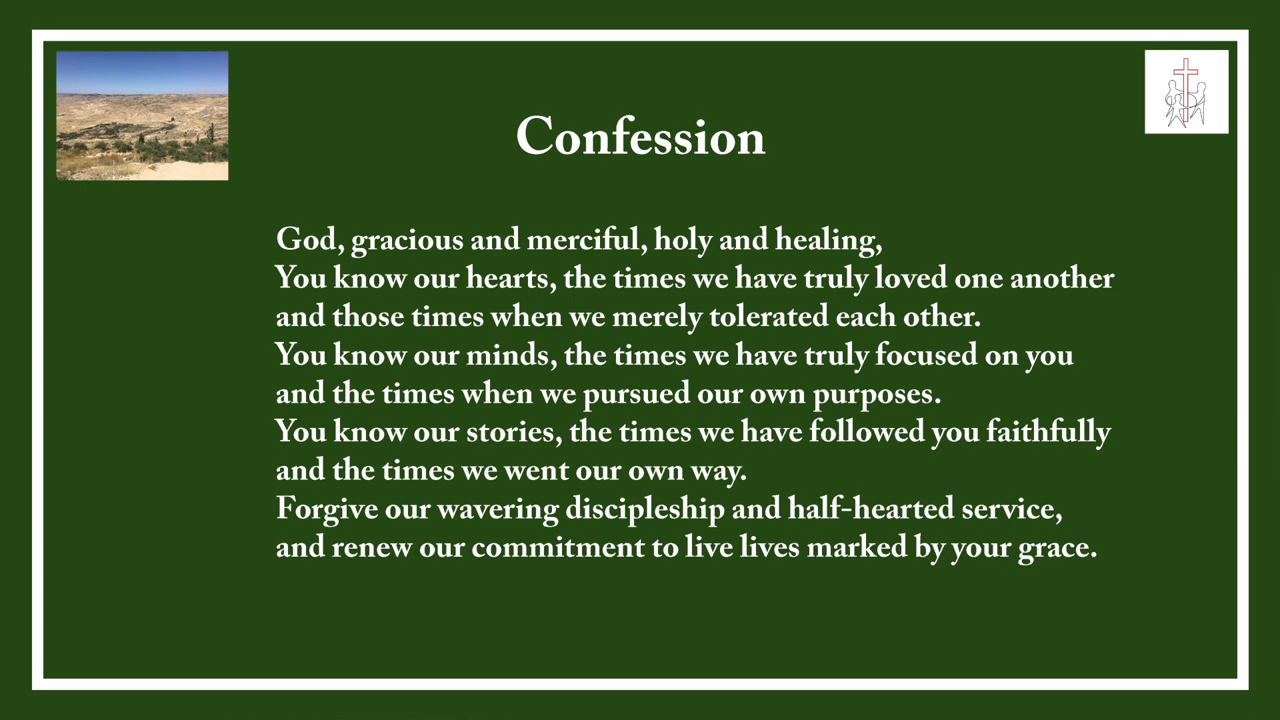 Confession
God, gracious and merciful, holy and healing,
You know our hearts, the times we have truly loved one another
and those times when we merely tolerated each other.
You know our minds, the times we have truly focused on you
and the times when we pursued our own purposes.
You know our stories, the times we have followed you faithfully
and the times we went our own way.
Forgive our wavering discipleship and half-hearted service,
and renew our commitment to live lives marked by your grace.